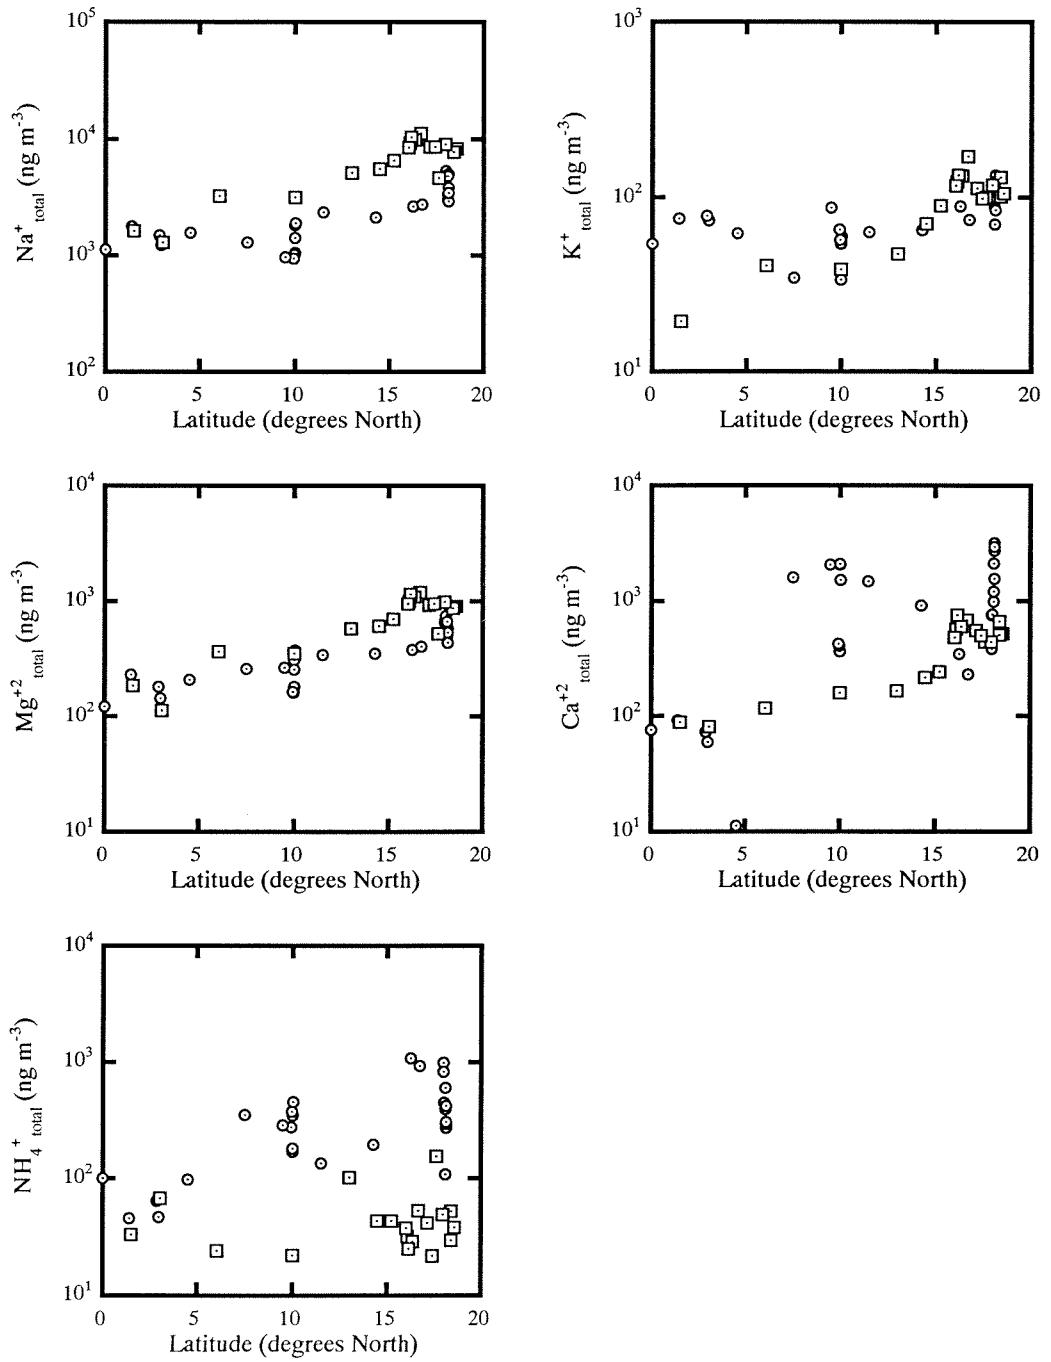 10^5
10^4
10^3
10^2
Na^+_total (ng m^-3)
0 5 10 15 20
Latitude (degrees North)
10^3
10^2
10^1
K^+_total (ng m^-3)
0 5 10 15 20
Latitude (degrees North)
10^4
10^3
10^2
10^1
Mg^+2_total (ng m^-3)
0 5 10 15 20
Latitude (degrees North)
10^4
10^3
10^2
10^1
Ca^+2_total (ng m^-3)
0 5 10 15 20
Latitude (degrees North)
10^4
10^3
10^2
10^1
NH_4^+_total (ng m^-3)
0 5 10 15 20
Latitude (degrees North)